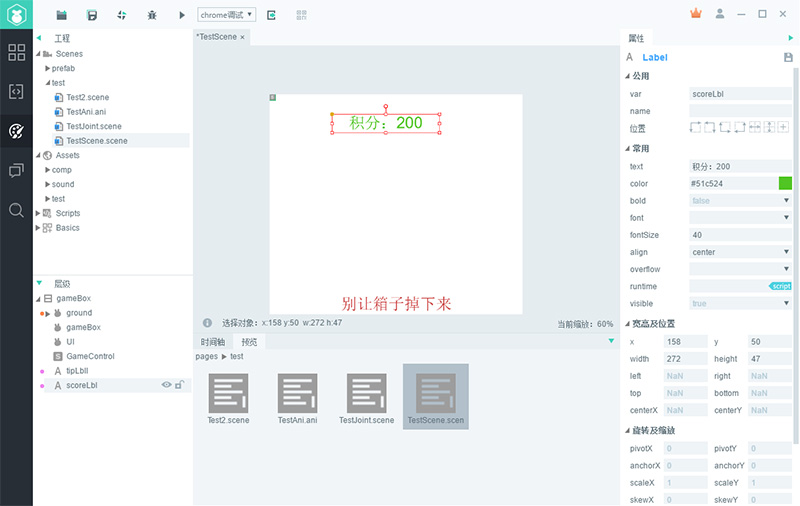 chrome调试
工程
Scenes
prefab
test
Test2.scene
TestAni.ani
TestJoint.scene
TestScene.scene
Assets
comp
sound
test
Scripts
Basics
层级
gameBox
ground
gameBox
UI
GameControl
tipLbll
scoreLbl
*TestScene ×
积分：200
别让箱子掉下来
选择对象：x:158 y:50 w:272 h:47
当前缩放：60%
时间轴 预览
pages test
Test2.scene TestAni.ani TestJoint.scene TestScene.scen
属性
Label
公用
var scoreLbl
name
位置
常用
text 积分：200
color #51c524
bold false
font
fontSize 40
align center
overflow
runtime script
visible true
宽高及位置
x 158 y 50
width 272 height 47
left NaN right NaN
top NaN bottom NaN
centerX NaN centerY NaN
旋转及缩放
pivotX 0 pivotY 0
anchorX 0 anchorY 0
scaleX 1 scaleY 1
skewX 0 skewY 0